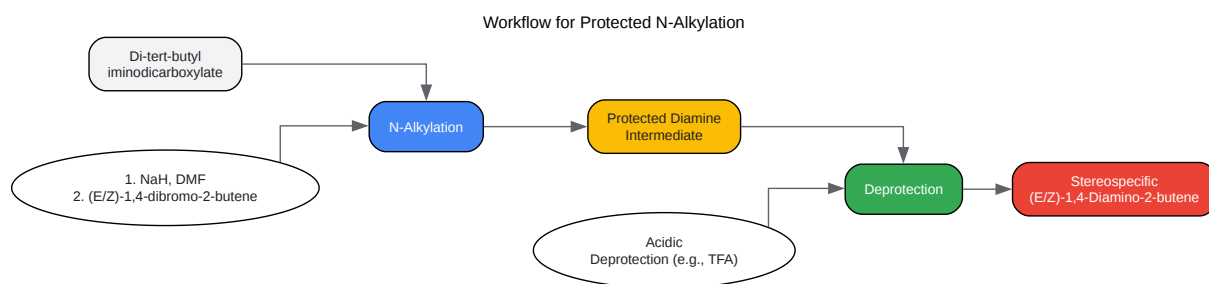 Workflow for Protected N-Alkylation
Di-tert-butyl
iminodicarboxylate
N-Alkylation
Protected Diamine
Intermediate
1. NaH, DMF
2. (E/Z)-1,4-dibromo-2-butene
Deprotection
Stereospecific
(E/Z)-1,4-Diamino-2-butene
Acidic
Deprotection (e.g., TFA)